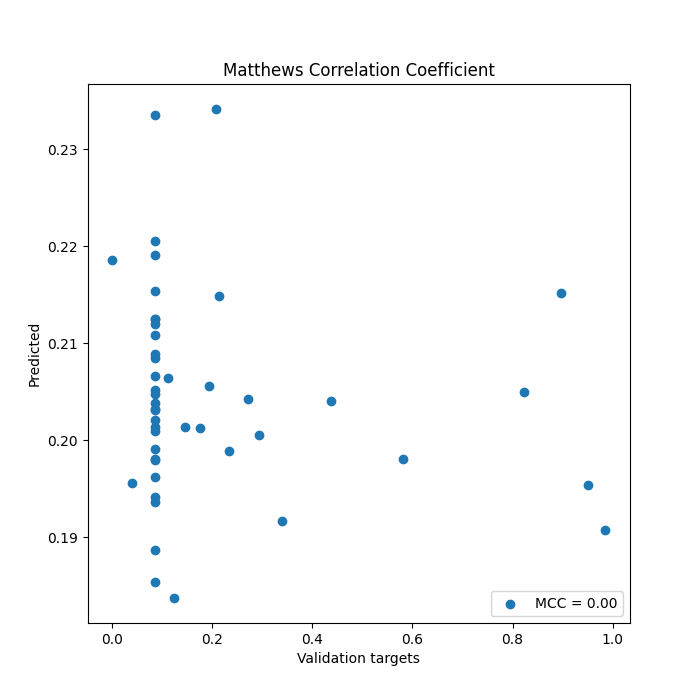 Matthews Correlation Coefficient
0.23
0.22
0.21
0.20
0.19
Predicted
MCC = 0.00
0.0 0.2 0.4 0.6 0.8 1.0
Validation targets